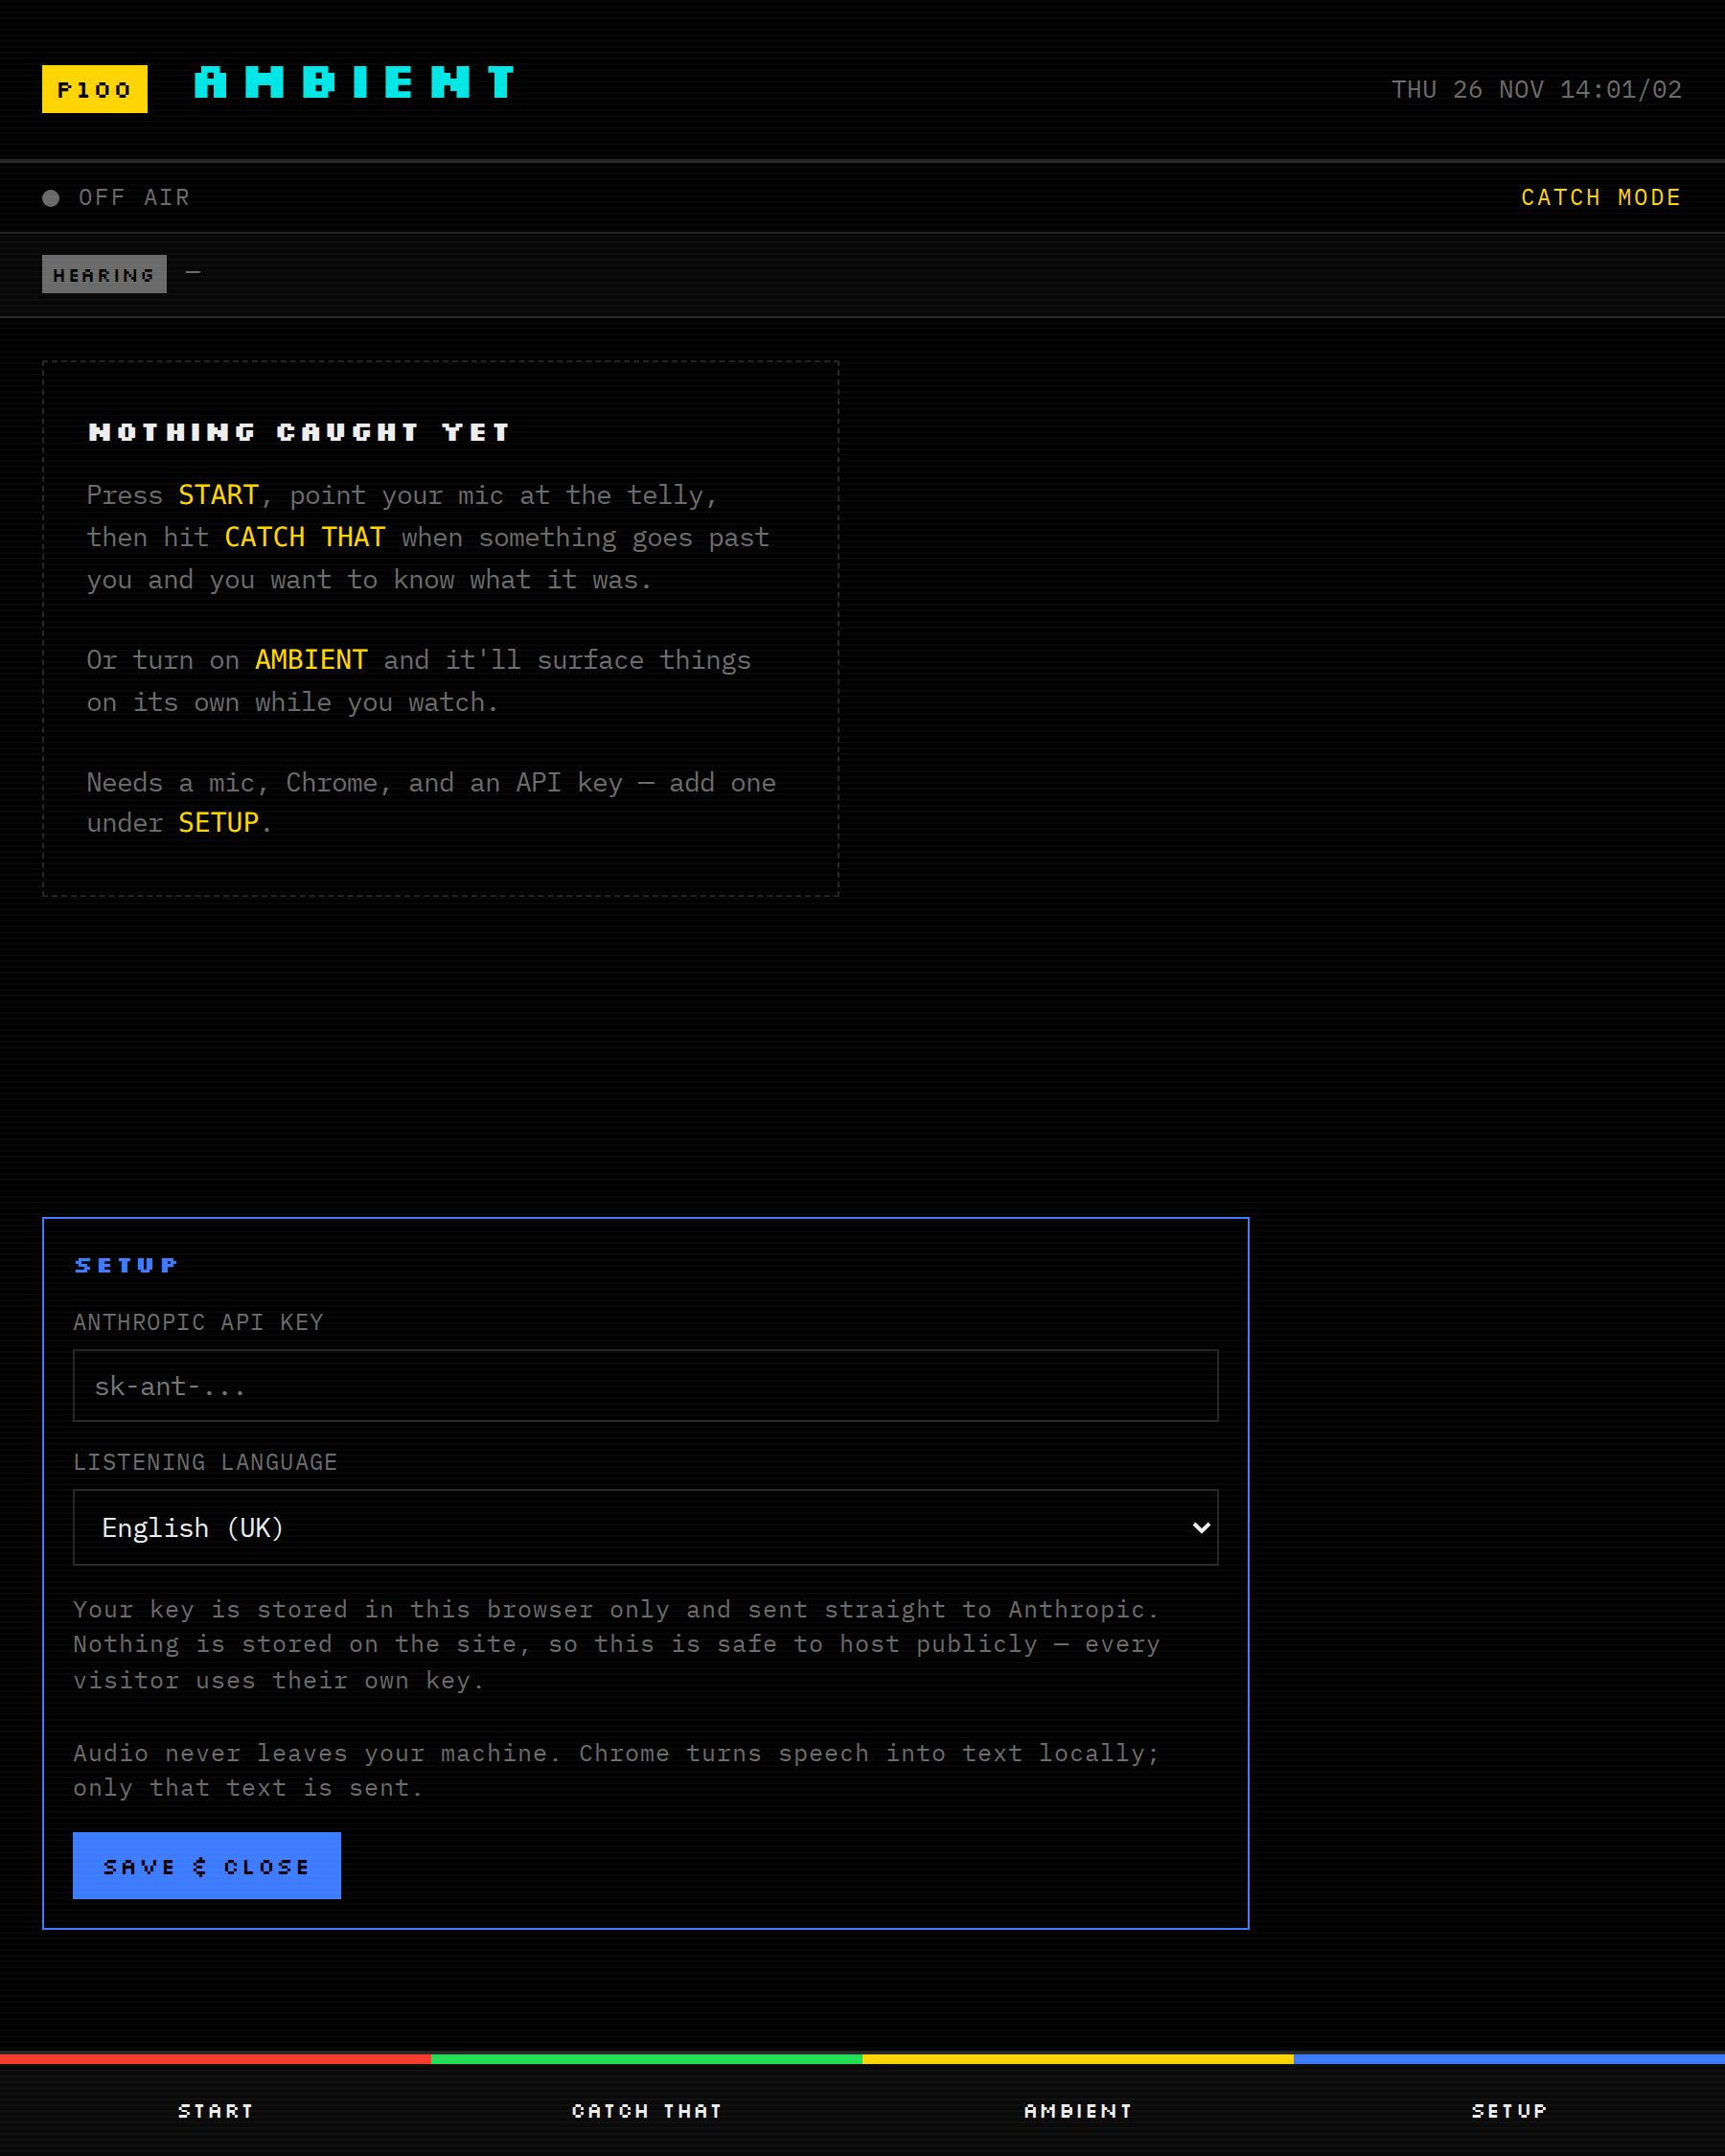 P100 AMBIENT THU 26 NOV 14:01/02
OFF AIR CATCH MODE
HEARING —
NOTHING CAUGHT YET
Press START, point your mic at the telly,
then hit CATCH THAT when something goes past
you and you want to know what it was.
Or turn on AMBIENT and it'll surface things
on its own while you watch.
Needs a mic, Chrome, and an API key — add one
under SETUP.
SETUP
ANTHROPIC API KEY
sk-ant-...
LISTENING LANGUAGE
English (UK)
Your key is stored in this browser only and sent straight to Anthropic.
Nothing is stored on the site, so this is safe to host publicly — every
visitor uses their own key.
Audio never leaves your machine. Chrome turns speech into text locally;
only that text is sent.
SAVE & CLOSE
START CATCH THAT AMBIENT SETUP